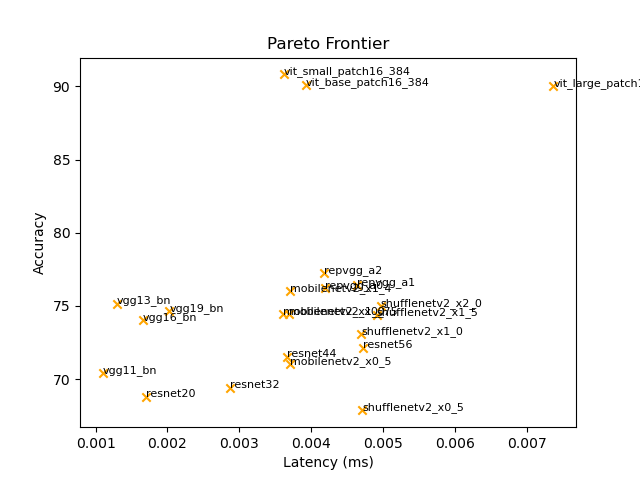 Pareto Frontier
vit_small_patch16_384
vit_base_patch16_384
vit_large_patch1
repvgg_a2
repvgg_a1
shufflenetv2_x2_0
shufflenetv2_x1_5
vgg13_bn
vgg19_bn
vgg16_bn
shufflenetv2_x1_0
resnet56
resnet44
mobilenetv2_x0_5
vgg11_bn
resnet32
resnet20
shufflenetv2_x0_5
90
85
80
75
70
Accuracy
0.001 0.002 0.003 0.004 0.005 0.006 0.007
Latency (ms)